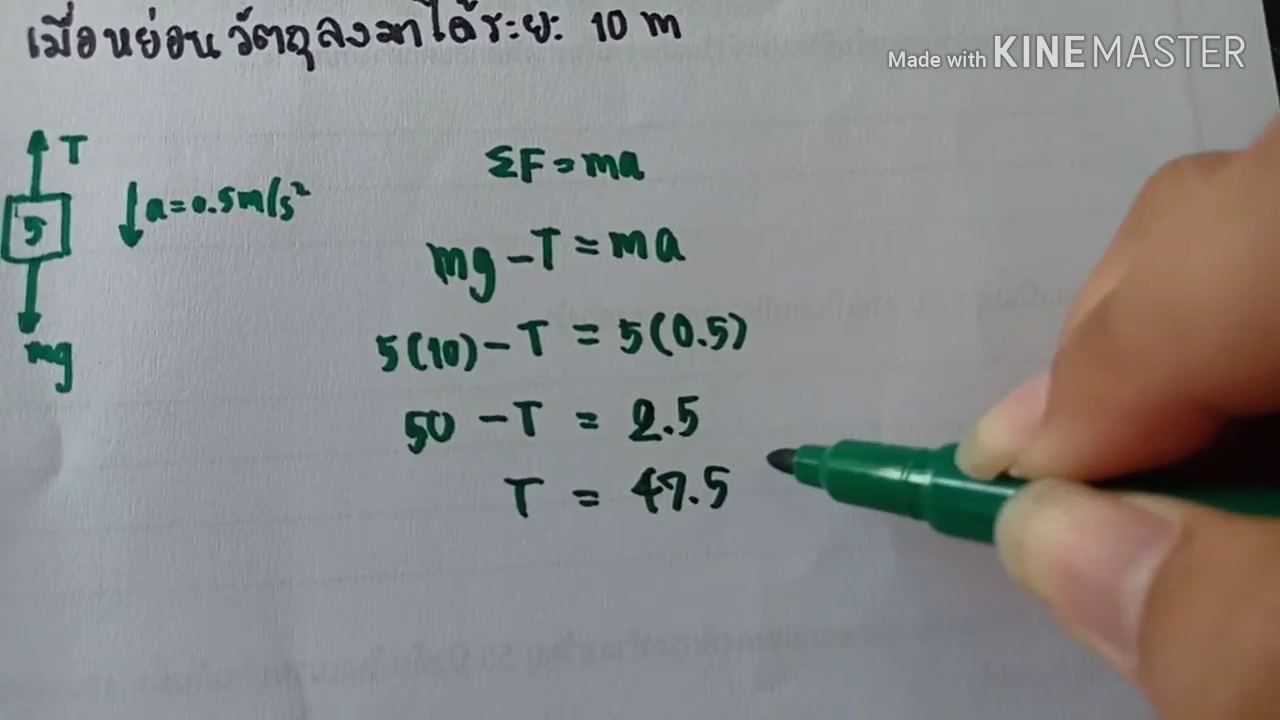 เมื่อหย่อนวัตถุลงมาได้ระยะ 10 m
Made with KINEMASTER
T
5
a=0.5m/s²
mg
ΣF=ma
mg-T=ma
5(10)-T = 5(0.5)
50 -T = 2.5
T = 47.5